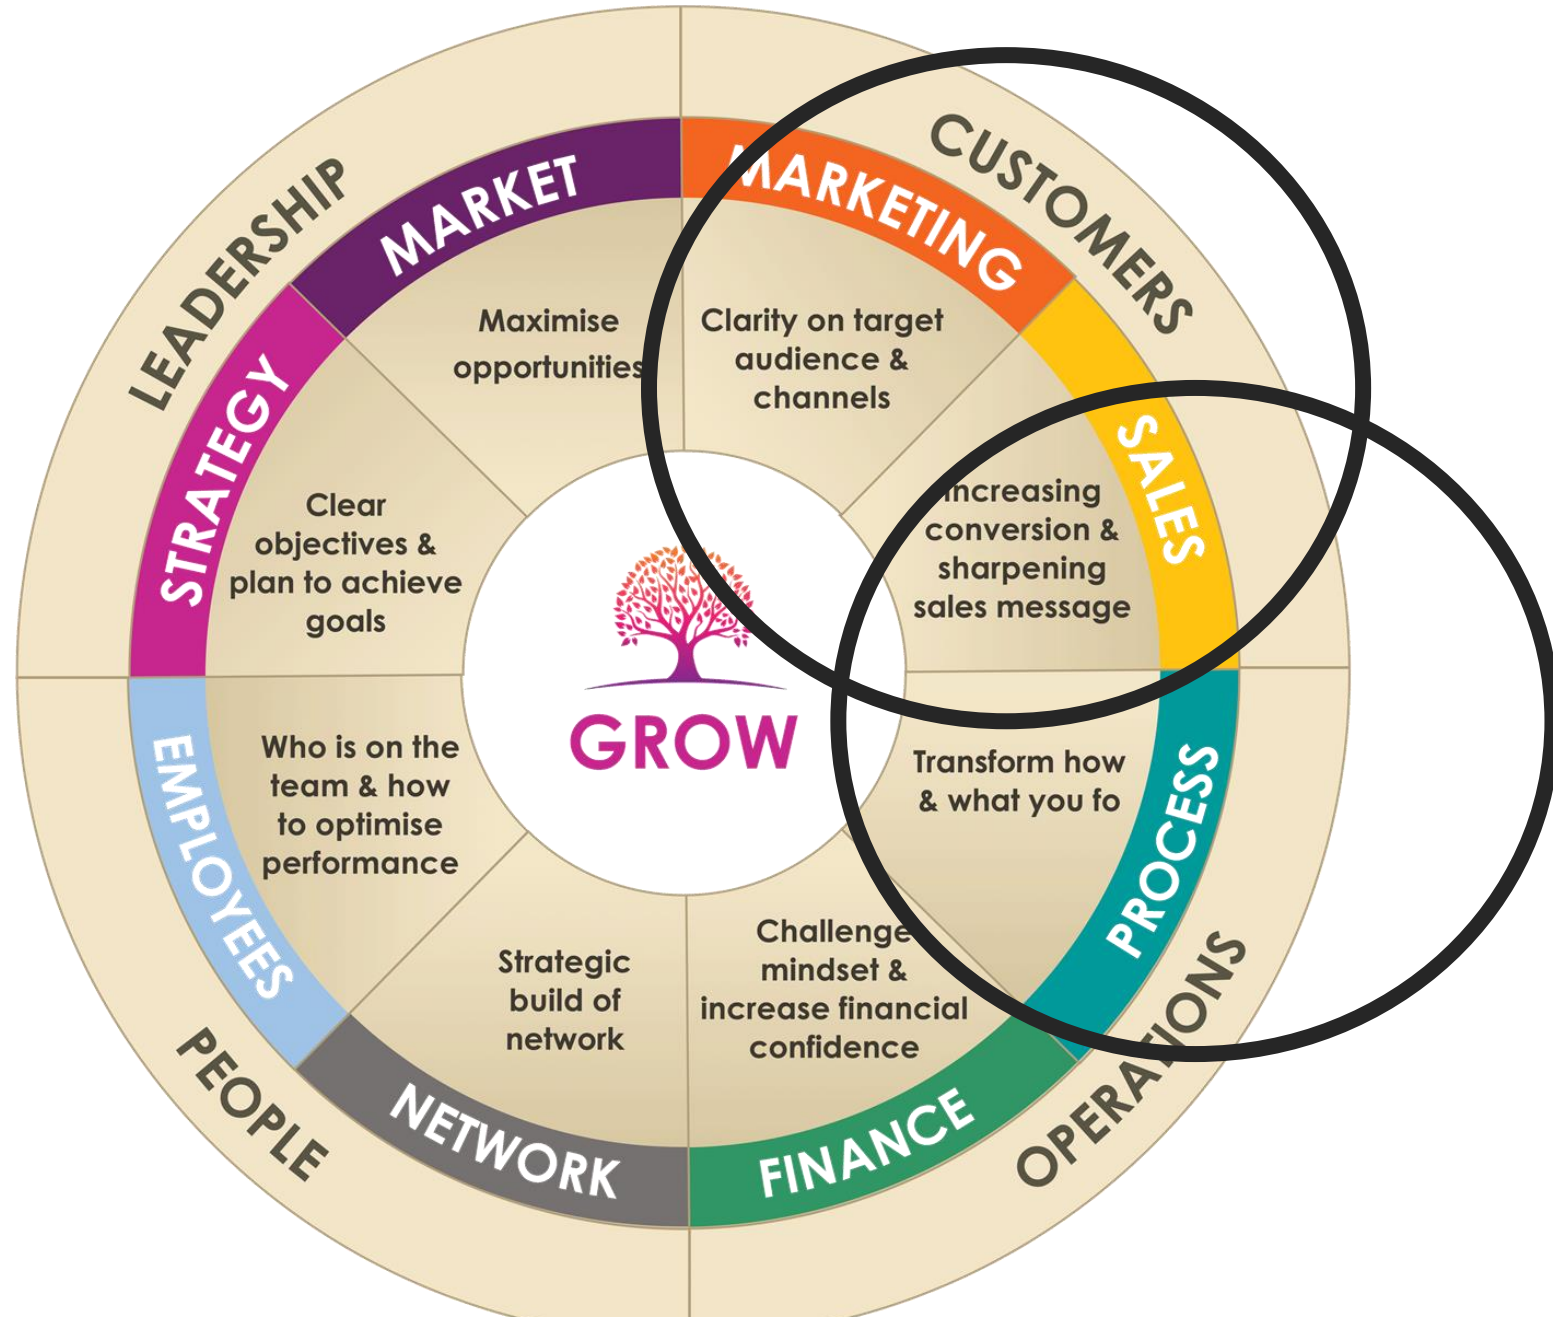 LEADERSHIP
CUSTOMERS
MARKET
MARKETING
STRATEGY
SALES
Maximise
opportunities
Clarity on target
audience &
channels
Clear
objectives &
plan to achieve
goals
Increasing
conversion &
sharpening
sales message
GROW
EMPLOYEES
PROCESS
Who is on the
team & how
to optimise
performance
Transform how
& what you fo
Strategic
build of
network
Challenge
mindset &
increase financial
confidence
NETWORK
FINANCE
PEOPLE
OPERATIONS